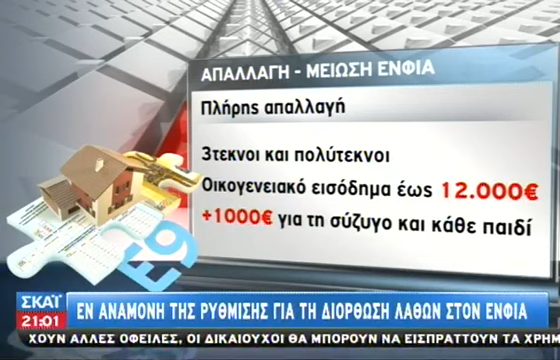 ΑΠΑΛΛΑΓΗ - ΜΕΙΩΣΗ ΕΝΦΙΑ
Πλήρης απαλλαγή
3τεκνοι και πολύτεκνοι
Οικογενειακό εισόδημα έως 12.000€
+1000€ για τη σύζυγο και κάθε παιδί
Ε9
ΣΚΑΪ
21:01
ΕΝ ΑΝΑΜΟΝΗ ΤΗΣ ΡΥΘΜΙΣΗΣ ΓΙΑ ΤΗ ΔΙΟΡΘΩΣΗ ΛΑΘΩΝ ΣΤΟΝ ΕΝΦΙΑ
ΧΟΥΝ ΑΛΛΕΣ ΟΦΕΙΛΕΣ, ΟΙ ΔΙΚΑΙΟΥΧΟΙ ΘΑ ΜΠΟΡΟΥΝ ΝΑ ΕΙΣΠΡΑΤΤΟΥΝ ΤΑ ΧΡΗ